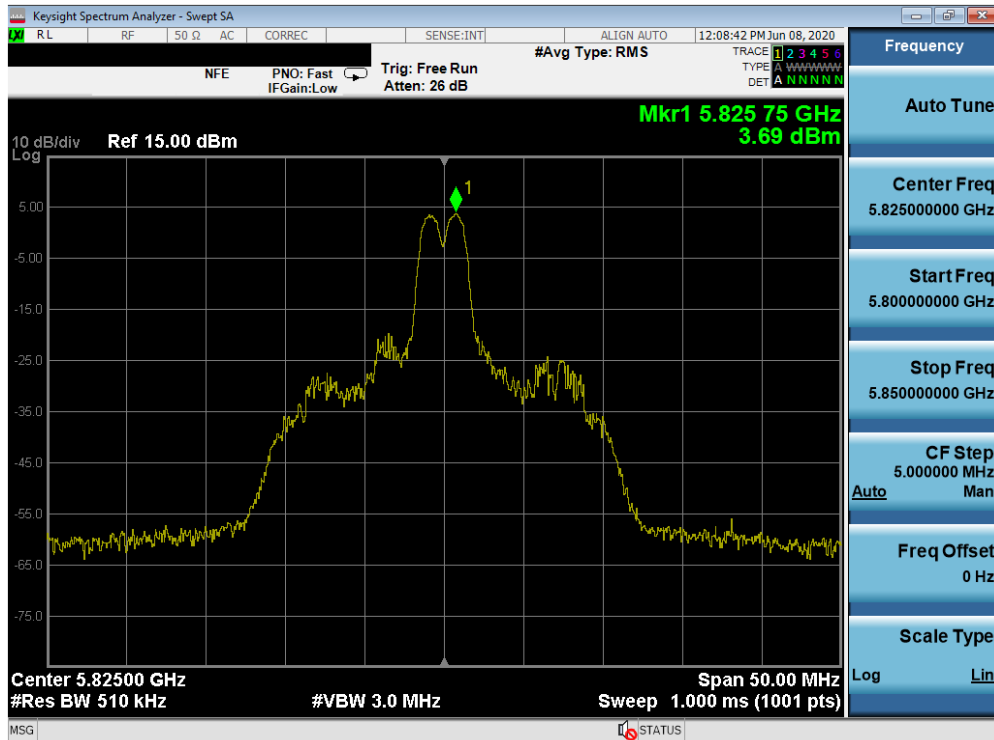 Keysight Spectrum Analyzer - Swept SA
LXI RL RF 50 Ω AC CORREC SENSE:INT ALIGN AUTO 12:08:42 PM Jun 08, 2020
NFE
PNO: Fast
IFGain:Low
Trig: Free Run
Atten: 26 dB
#Avg Type: RMS
TRACE 1 2 3 4 5 6
TYPE A WWWWW
DET A N N N N N
Mkr1 5.825 75 GHz
3.69 dBm
10 dB/div Ref 15.00 dBm
Log
1
5.00
-5.00
-15.0
-25.0
-35.0
-45.0
-55.0
-65.0
-75.0
Center 5.82500 GHz Span 50.00 MHz
#Res BW 510 kHz #VBW 3.0 MHz Sweep 1.000 ms (1001 pts)
MSG STATUS
Frequency
Auto Tune
Center Freq
5.825000000 GHz
Start Freq
5.800000000 GHz
Stop Freq
5.850000000 GHz
CF Step
5.000000 MHz
Auto Man
Freq Offset
0 Hz
Scale Type
Log Lin